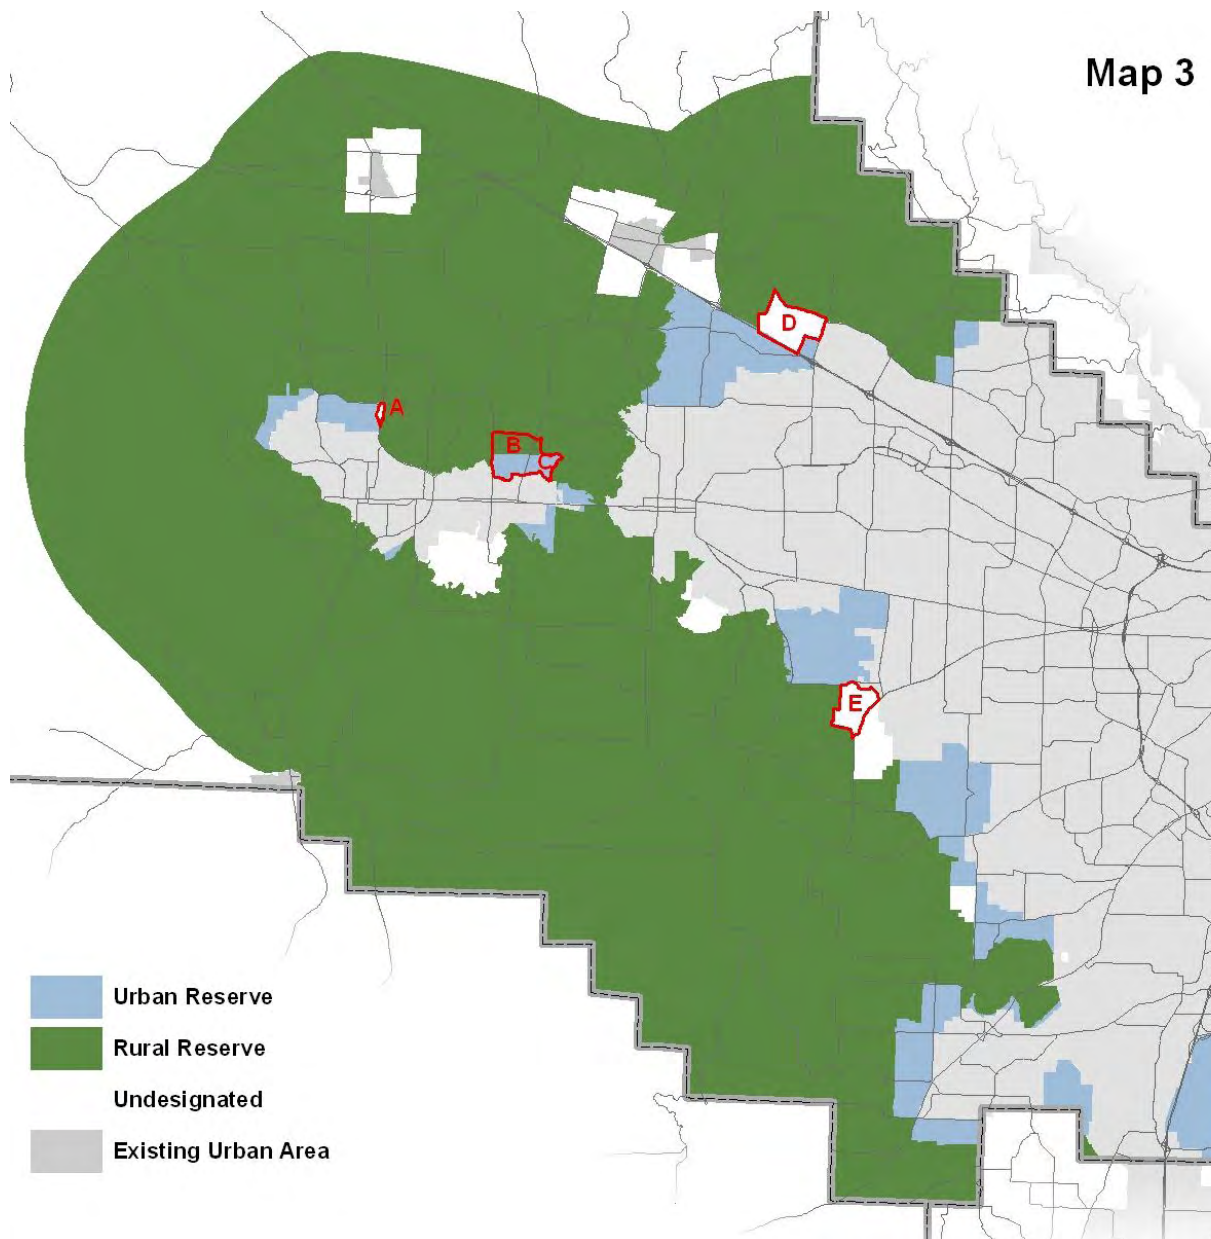 Map 3
D
A
B
C
E
Urban Reserve
Rural Reserve
Undesignated
Existing Urban Area